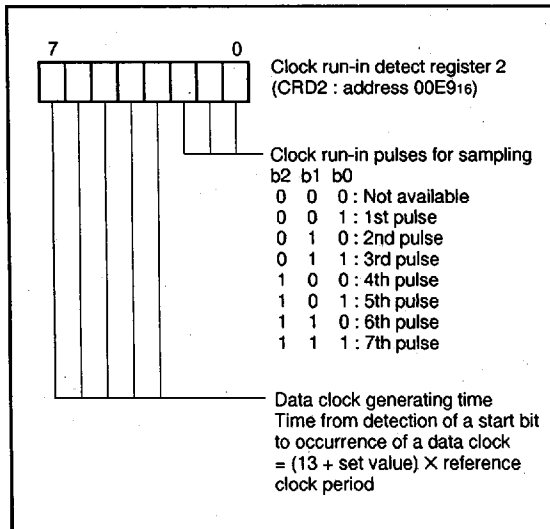 7 0
Clock run-in detect register 2
(CRD2 : address 00E916)
Clock run-in pulses for sampling
b2 b1 b0
0 0 0 : Not available
0 0 1 : 1st pulse
0 1 0 : 2nd pulse
0 1 1 : 3rd pulse
1 0 0 : 4th pulse
1 0 1 : 5th pulse
1 1 0 : 6th pulse
1 1 1 : 7th pulse
Data clock generating time
Time from detection of a start bit
to occurrence of a data clock
= (13 + set value) X reference
clock period